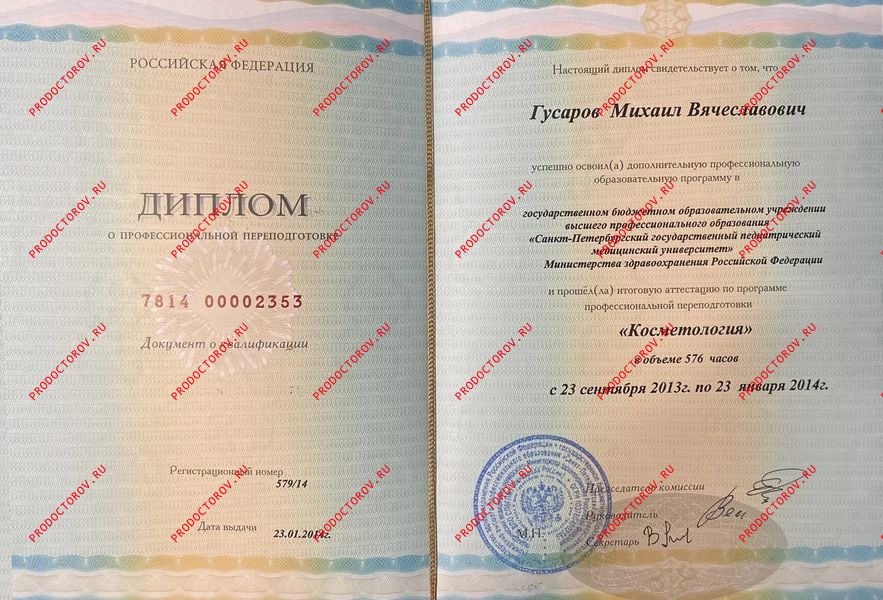 РОССИЙСКАЯ ФЕДЕРАЦИЯ
ДИПЛОМ
О ПРОФЕССИОНАЛЬНОЙ ПЕРЕПОДГОТОВКЕ
7814 00002353
Документ о квалификации
Регистрационный номер
579/14
Дата выдачи
23.01.2014г.
Настоящий диплом свидетельствует о том, что
Гусаров Михаил Вячеславович
успешно освоил(а) дополнительную профессиональную
образовательную программу в
государственном бюджетном образовательном учреждении
высшего профессионального образования
«Санкт-Петербургский государственный педиатрический
медицинский университет»
Министерства здравоохранения Российской Федерации
и прошёл(ла) итоговую аттестацию по программе
профессиональной переподготовки
«Косметология»
в объеме 576 часов
с 23 сентября 2013г. по 23 января 2014г.
Председатель комиссии
Руководитель
М.П.
Секретарь
PRODOCTOROV.RU